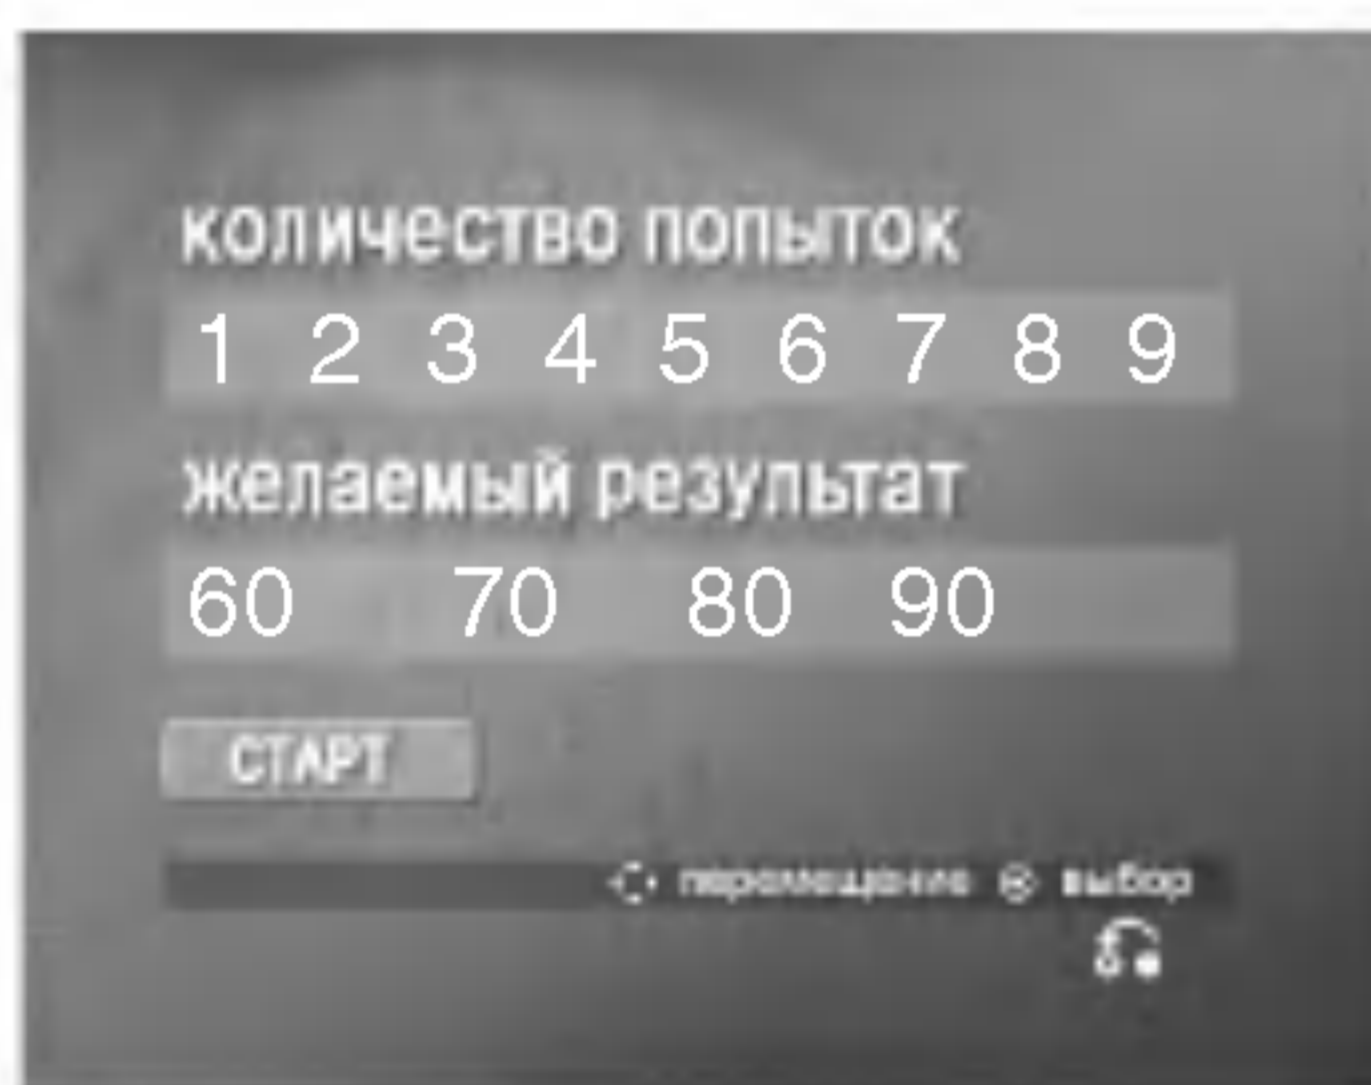 количество попыток
1 2 3 4 5 6 7 8 9
желаемый результат
60 70 80 90
СТАРТ
перемещение выбор